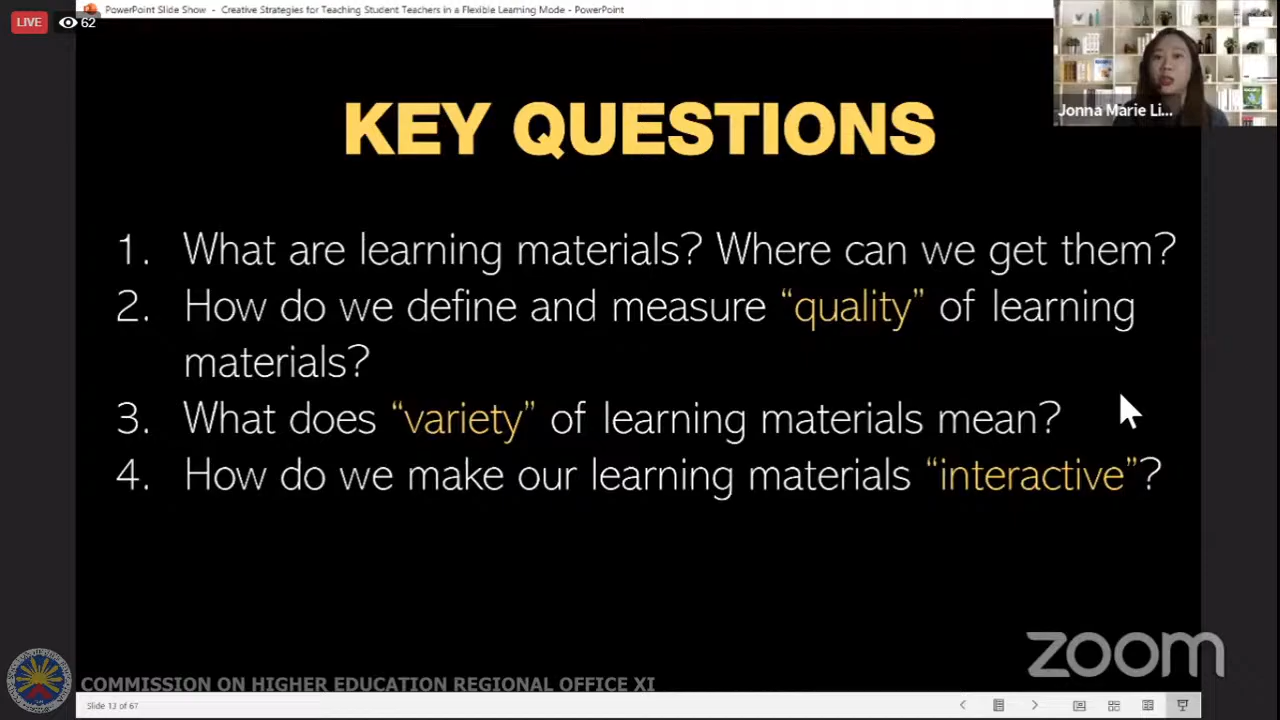 PowerPoint Slide Show - Creative Strategies for Teaching Student Teachers in a Flexible Learning Mode - PowerPoint
LIVE 62
Jonna Marie Li...
KEY QUESTIONS
1. What are learning materials? Where can we get them?
2. How do we define and measure “quality” of learning
materials?
3. What does “variety” of learning materials mean?
4. How do we make our learning materials “interactive”?
zoom
COMMISSION ON HIGHER EDUCATION REGIONAL OFFICE XI
Slide 13 of 67